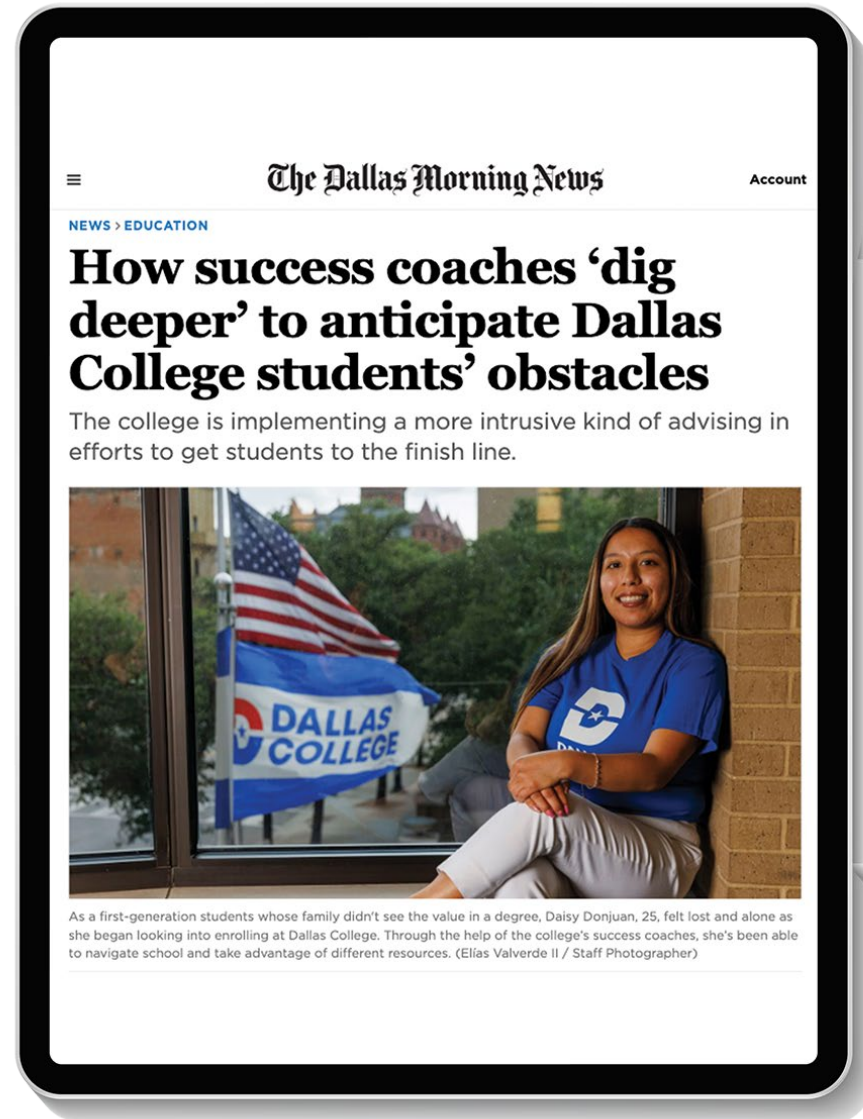 The Dallas Morning News
Account
NEWS > EDUCATION
How success coaches ‘dig
deeper’ to anticipate Dallas
College students’ obstacles
The college is implementing a more intrusive kind of advising in
efforts to get students to the finish line.
DALLAS
COLLEGE
As a first-generation students whose family didn't see the value in a degree, Daisy Donjuan, 25, felt lost and alone as
she began looking into enrolling at Dallas College. Through the help of the college's success coaches, she's been able
to navigate school and take advantage of different resources. (Elías Valverde II / Staff Photographer)